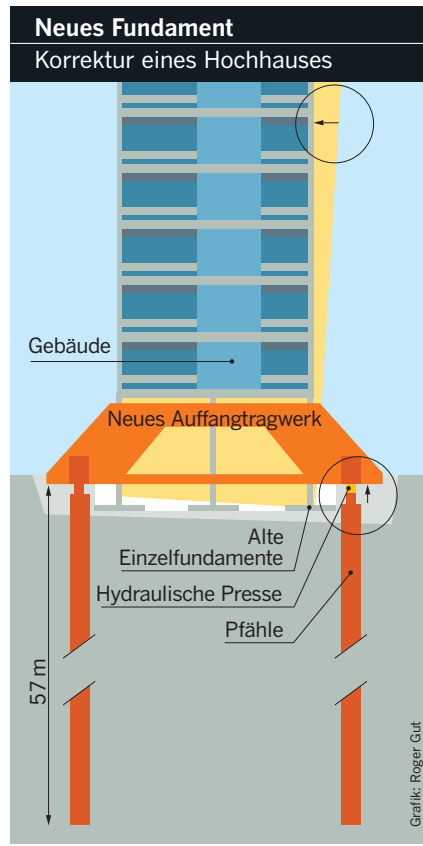 Neues Fundament
Korrektur eines Hochhauses
Gebäude
Neues Auffangtragwerk
Alte
Einzelfundamente
Hydraulische Presse
Pfähle
57 m
Grafik: Roger Gut